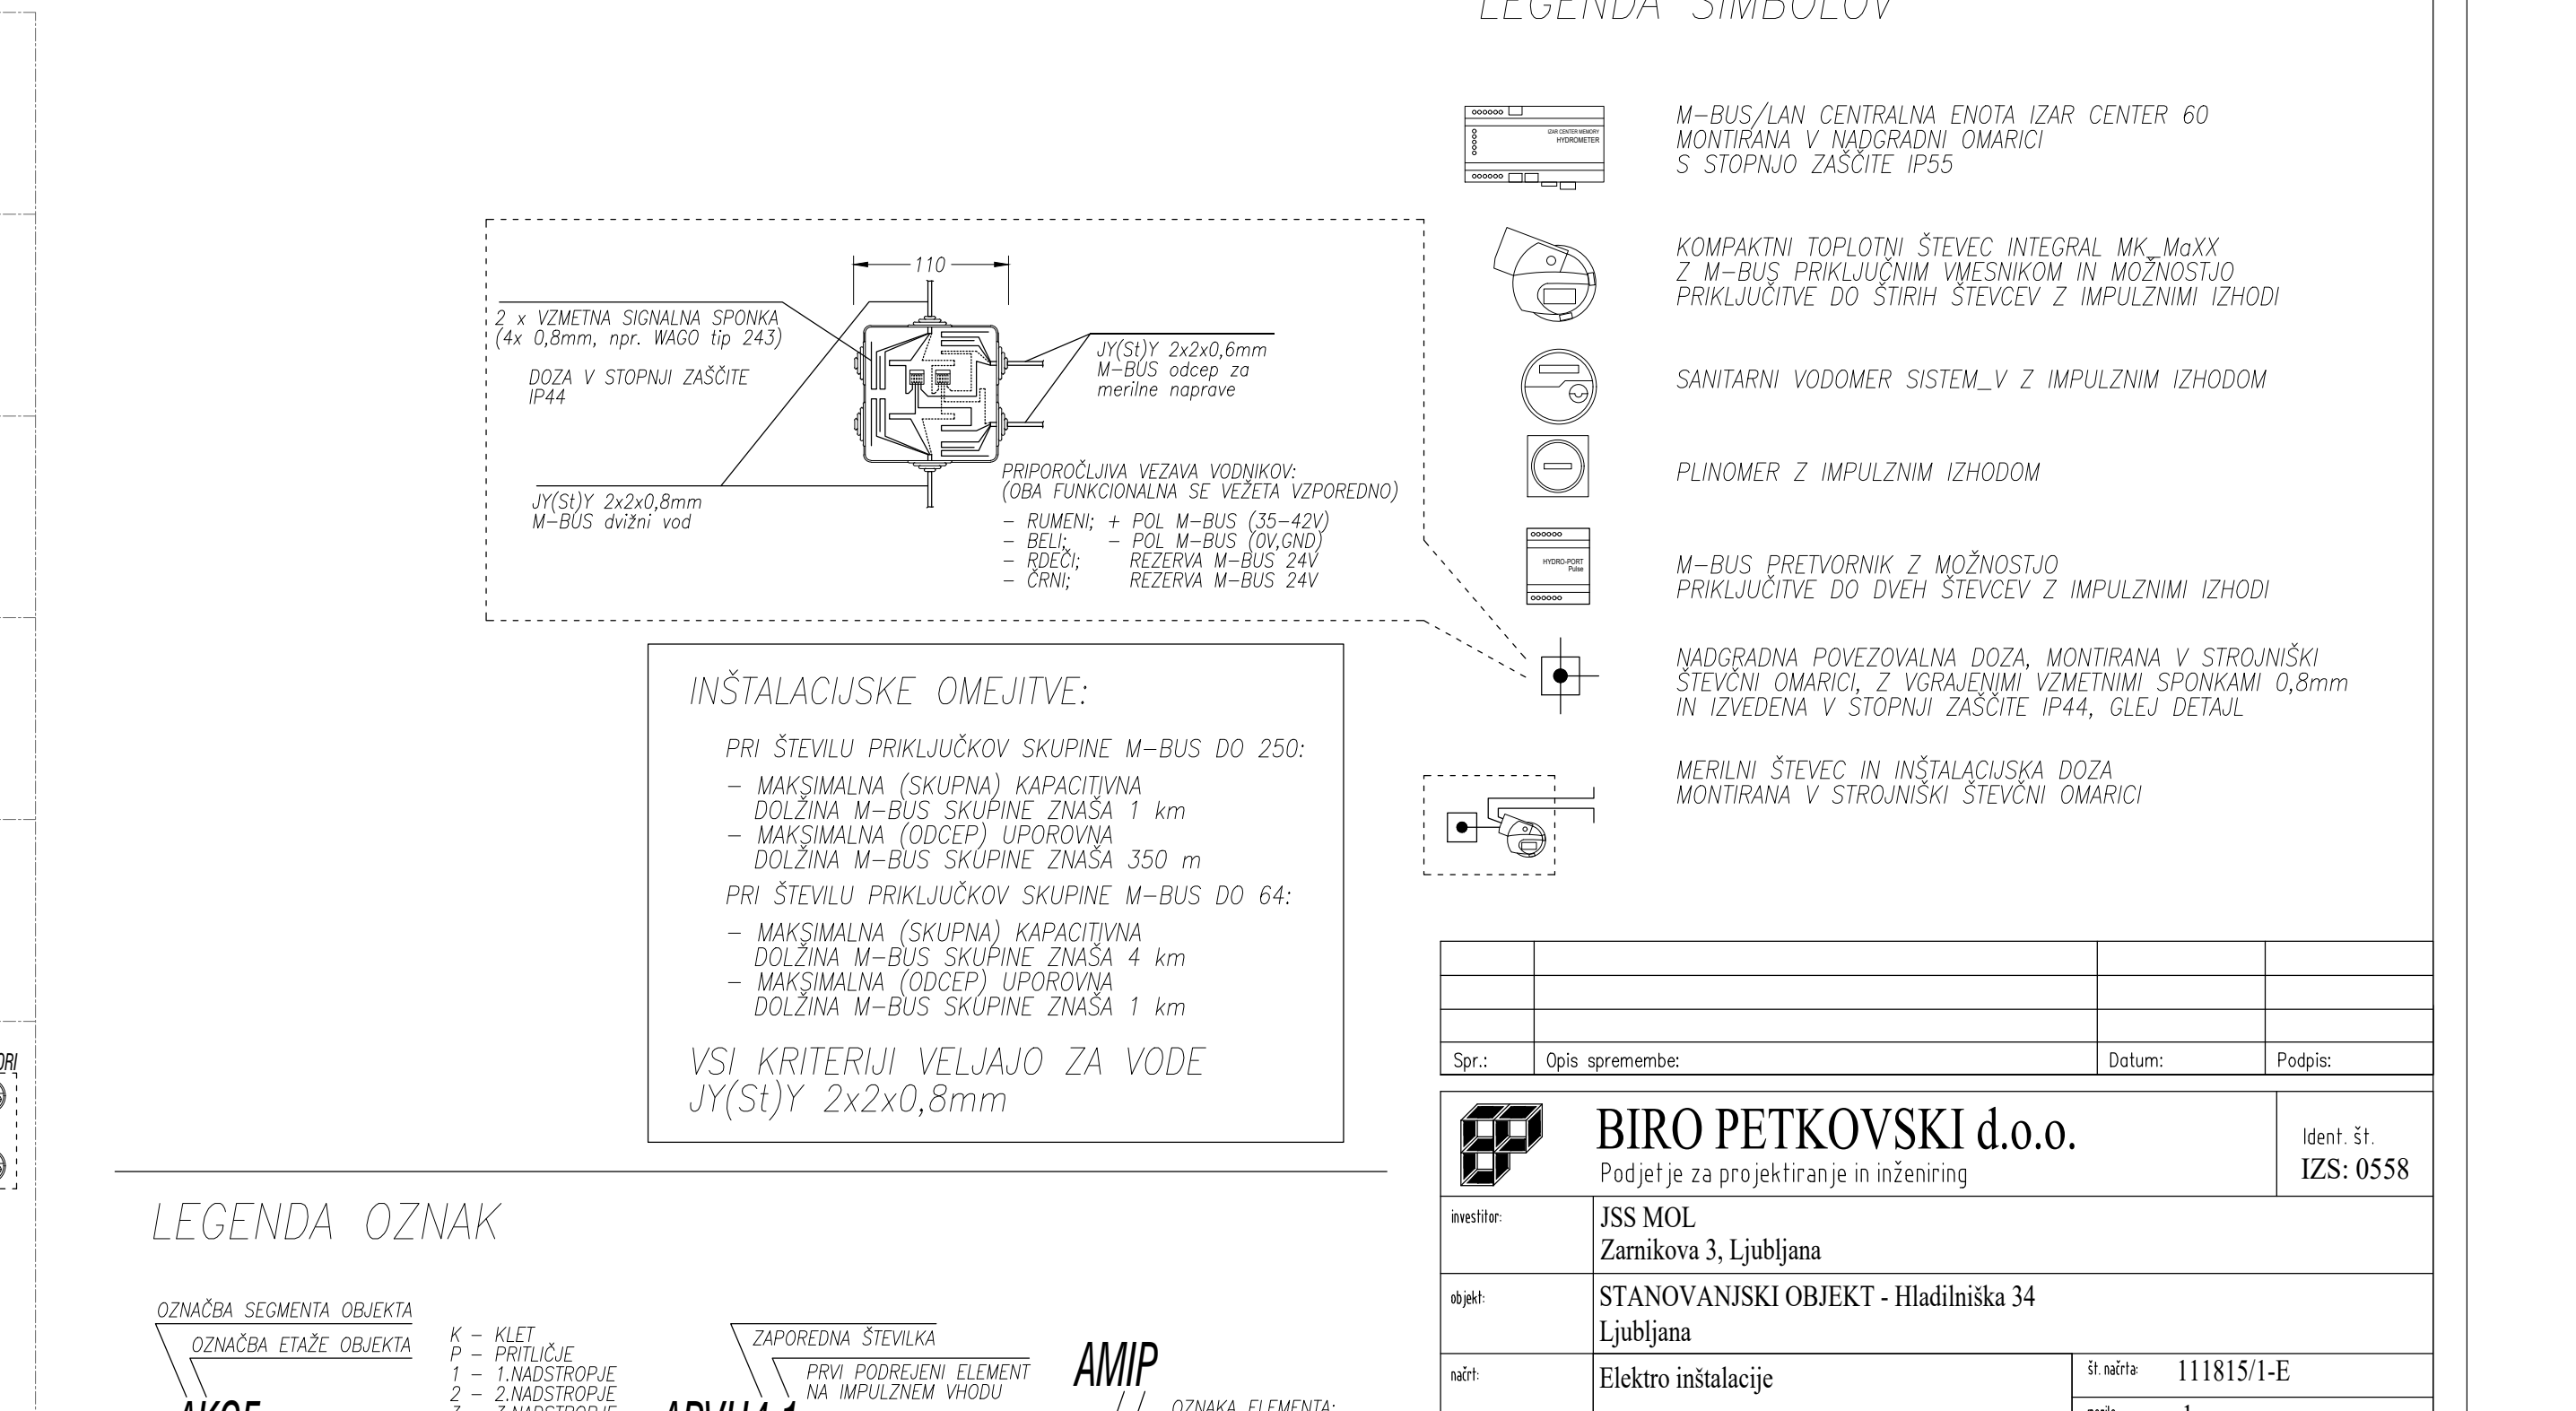 LEGENDA SIMBOLOV
IZAR CENTER MEMORY
HYDROMETER
M-BUS/LAN CENTRALNA ENOTA IZAR CENTER 60
MONTIRANA V NADGRADNI OMARICI
S STOPNJO ZAŠČITE IP55
KOMPAKTNI TOPLOTNI ŠTEVEC INTEGRAL MK_MaXX
Z M-BUS PRIKLJUČNIM VMESNIKOM IN MOŽNOSTJO
PRIKLJUČITVE DO ŠTIRIH ŠTEVCEV Z IMPULZNIMI IZHODI
SANITARNI VODOMER SISTEM_V Z IMPULZNIM IZHODOM
PLINOMER Z IMPULZNIM IZHODOM
HYDRO-PORT
Pulse
M-BUS PRETVORNIK Z MOŽNOSTJO
PRIKLJUČITVE DO DVEH ŠTEVCEV Z IMPULZNIMI IZHODI
NADGRADNA POVEZOVALNA DOZA, MONTIRANA V STROJNIŠKI
ŠTEVČNI OMARICI, Z VGRAJENIMI VZMETNIMI SPONKAMI 0,8mm
IN IZVEDENA V STOPNJI ZAŠČITE IP44, GLEJ DETAJL
MERILNI ŠTEVEC IN INŠTALACIJSKA DOZA
MONTIRANA V STROJNIŠKI ŠTEVČNI OMARICI
110
2 x VZMETNA SIGNALNA SPONKA
(4x 0,8mm, npr. WAGO tip 243)
DOZA V STOPNJI ZAŠČITE
IP44
JY(St)Y 2x2x0,6mm
M-BUS odcep za
merilne naprave
JY(St)Y 2x2x0,8mm
M-BUS dvižni vod
PRIPOROČLJIVA VEZAVA VODNIKOV:
(OBA FUNKCIONALNA SE VEŽETA VZPOREDNO)
- RUMENI; + POL M-BUS (35-42V)
- BELI; - POL M-BUS (0V,GND)
- RDEČI; REZERVA M-BUS 24V
- ČRNI; REZERVA M-BUS 24V
INŠTALACIJSKE OMEJITVE:
PRI ŠTEVILU PRIKLJUČKOV SKUPINE M-BUS DO 250:
- MAKSIMALNA (SKUPNA) KAPACITIVNA
DOLŽINA M-BUS SKUPINE ZNAŠA 1 km
- MAKSIMALNA (ODCEP) UPOROVNA
DOLŽINA M-BUS SKUPINE ZNAŠA 350 m
PRI ŠTEVILU PRIKLJUČKOV SKUPINE M-BUS DO 64:
- MAKSIMALNA (SKUPNA) KAPACITIVNA
DOLŽINA M-BUS SKUPINE ZNAŠA 4 km
- MAKSIMALNA (ODCEP) UPOROVNA
DOLŽINA M-BUS SKUPINE ZNAŠA 1 km
VSI KRITERIJI VELJAJO ZA VODE
JY(St)Y 2x2x0,8mm
Spr.: Opis spremembe: Datum: Podpis:
BIRO PETKOVSKI d.o.o.
Podjetje za projektiranje in inženiring
Ident. št.
IZS: 0558
investitor: JSS MOL
Zarnikova 3, Ljubljana
objekt: STANOVANJSKI OBJEKT - Hladilniška 34
Ljubljana
načrt: Elektro inštalacije
št. načrta: 111815/1-E
LEGENDA OZNAK
OZNAČBA SEGMENTA OBJEKTA
OZNAČBA ETAŽE OBJEKTA
K - KLET
P - PRITLIČJE
1 - 1.NADSTROPJE
2 - 2.NADSTROPJE
ZAPOREDNA ŠTEVILKA
PRVI PODREJENI ELEMENT
NA IMPULZNEM VHODU
AMIP
OZNAKA ELEMENTA: